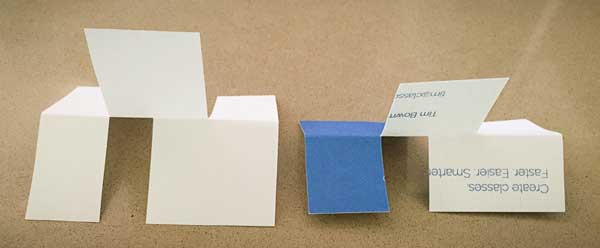 Create classes.
Faster. Easier. Smarter
Tim Bown